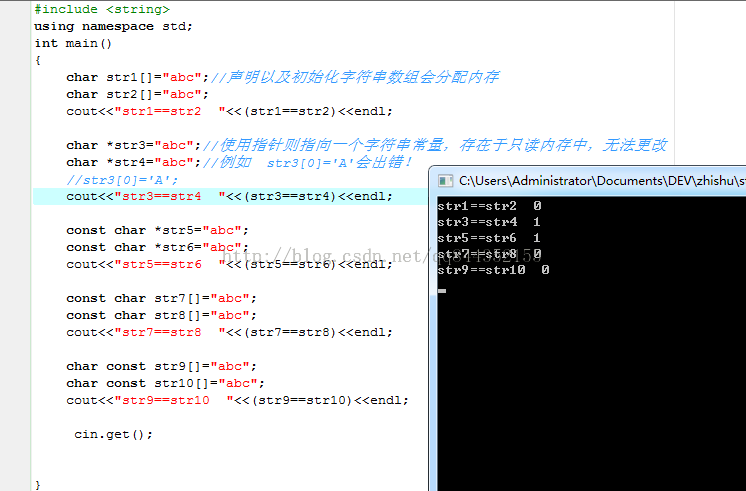 #include <string>
using namespace std;
int main()
{
char str1[]="abc";//声明以及初始化字符串数组会分配内存
char str2[]="abc";
cout<<"str1==str2  "<<(str1==str2)<<endl;
char *str3="abc";//使用指针则指向一个字符串常量，存在于只读内存中，无法更改
char *str4="abc";//例如  str3[0]='A'会出错！
//str3[0]='A';
cout<<"str3==str4  "<<(str3==str4)<<endl;
const char *str5="abc";
const char *str6="abc";
cout<<"str5==str6  "<<(str5==str6)<<endl;
const char str7[]="abc";
const char str8[]="abc";
cout<<"str7==str8  "<<(str7==str8)<<endl;
char const str9[]="abc";
char const str10[]="abc";
cout<<"str9==str10  "<<(str9==str10)<<endl;
cin.get();
}
C:\Users\Administrator\Documents\DEV\zhishu\s
str1==str2  0
str3==str4  1
str5==str6  1
str7==str8  0
str9==str10  0
http://blog.csdn.net/